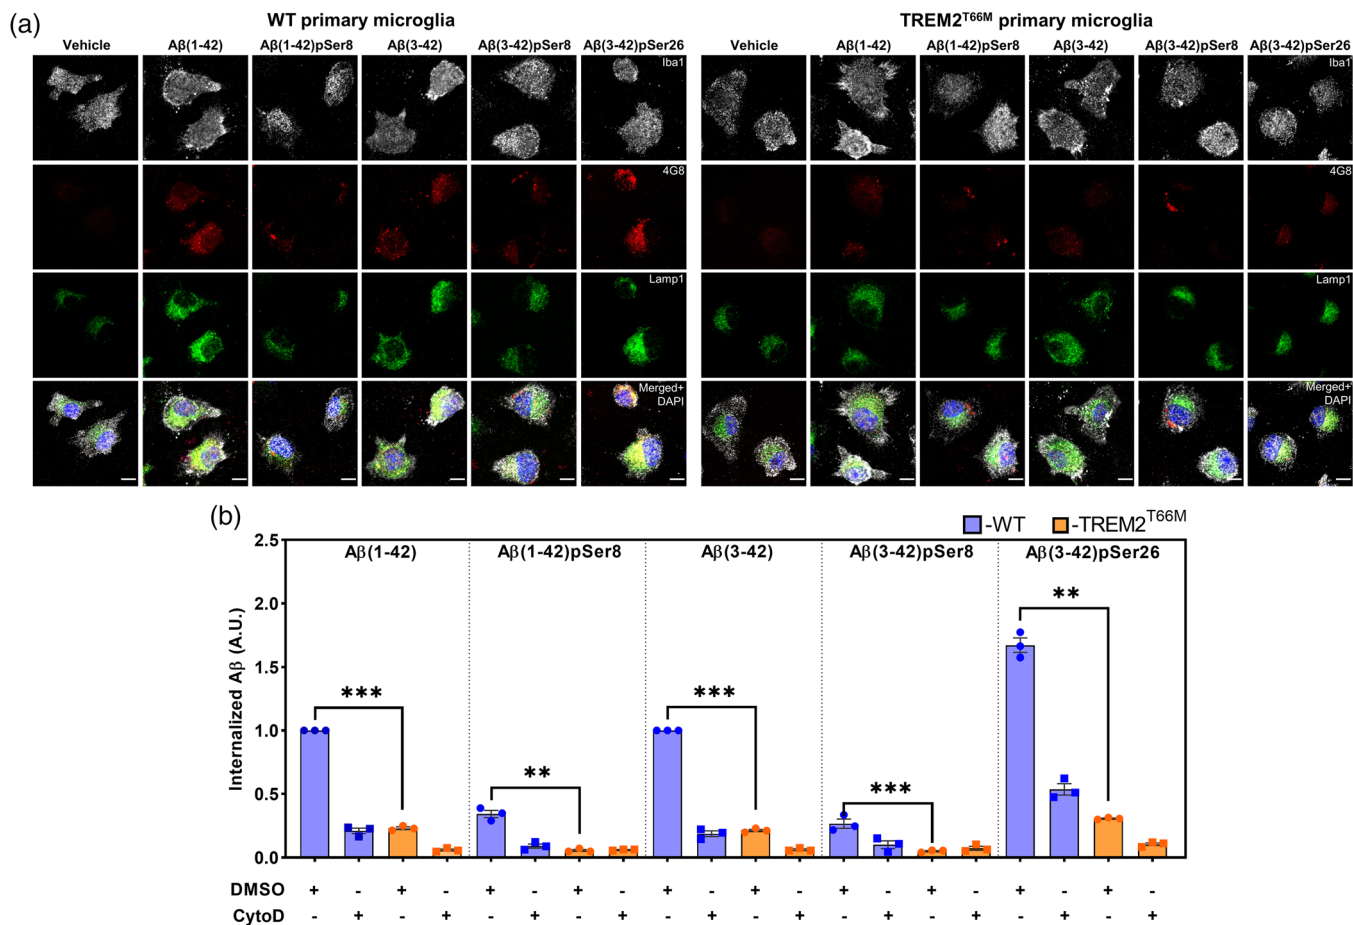 (a)
WT primary microglia
TREM2T66M primary microglia
Vehicle Aβ(1-42) Aβ(1-42)pSer8 Aβ(3-42) Aβ(3-42)pSer8 Aβ(3-42)pSer26
Vehicle Aβ(1-42) Aβ(1-42)pSer8 Aβ(3-42) Aβ(3-42)pSer8 Aβ(3-42)pSer26
Iba1 Iba1
4G8 4G8
Lamp1 Lamp1
Merged+ Merged+
DAPI DAPI
(b)
-WT -TREM2T66M
Aβ(1-42) Aβ(1-42)pSer8 Aβ(3-42) Aβ(3-42)pSer8 Aβ(3-42)pSer26
Internalized Aβ (A.U.)
2.5
2.0
1.5
1.0
0.5
0.0
*** ** *** *** **
DMSO + - + - + - + - + - + - + - + - + - + -
CytoD - + - + - + - + - + - + - + - + - + - +